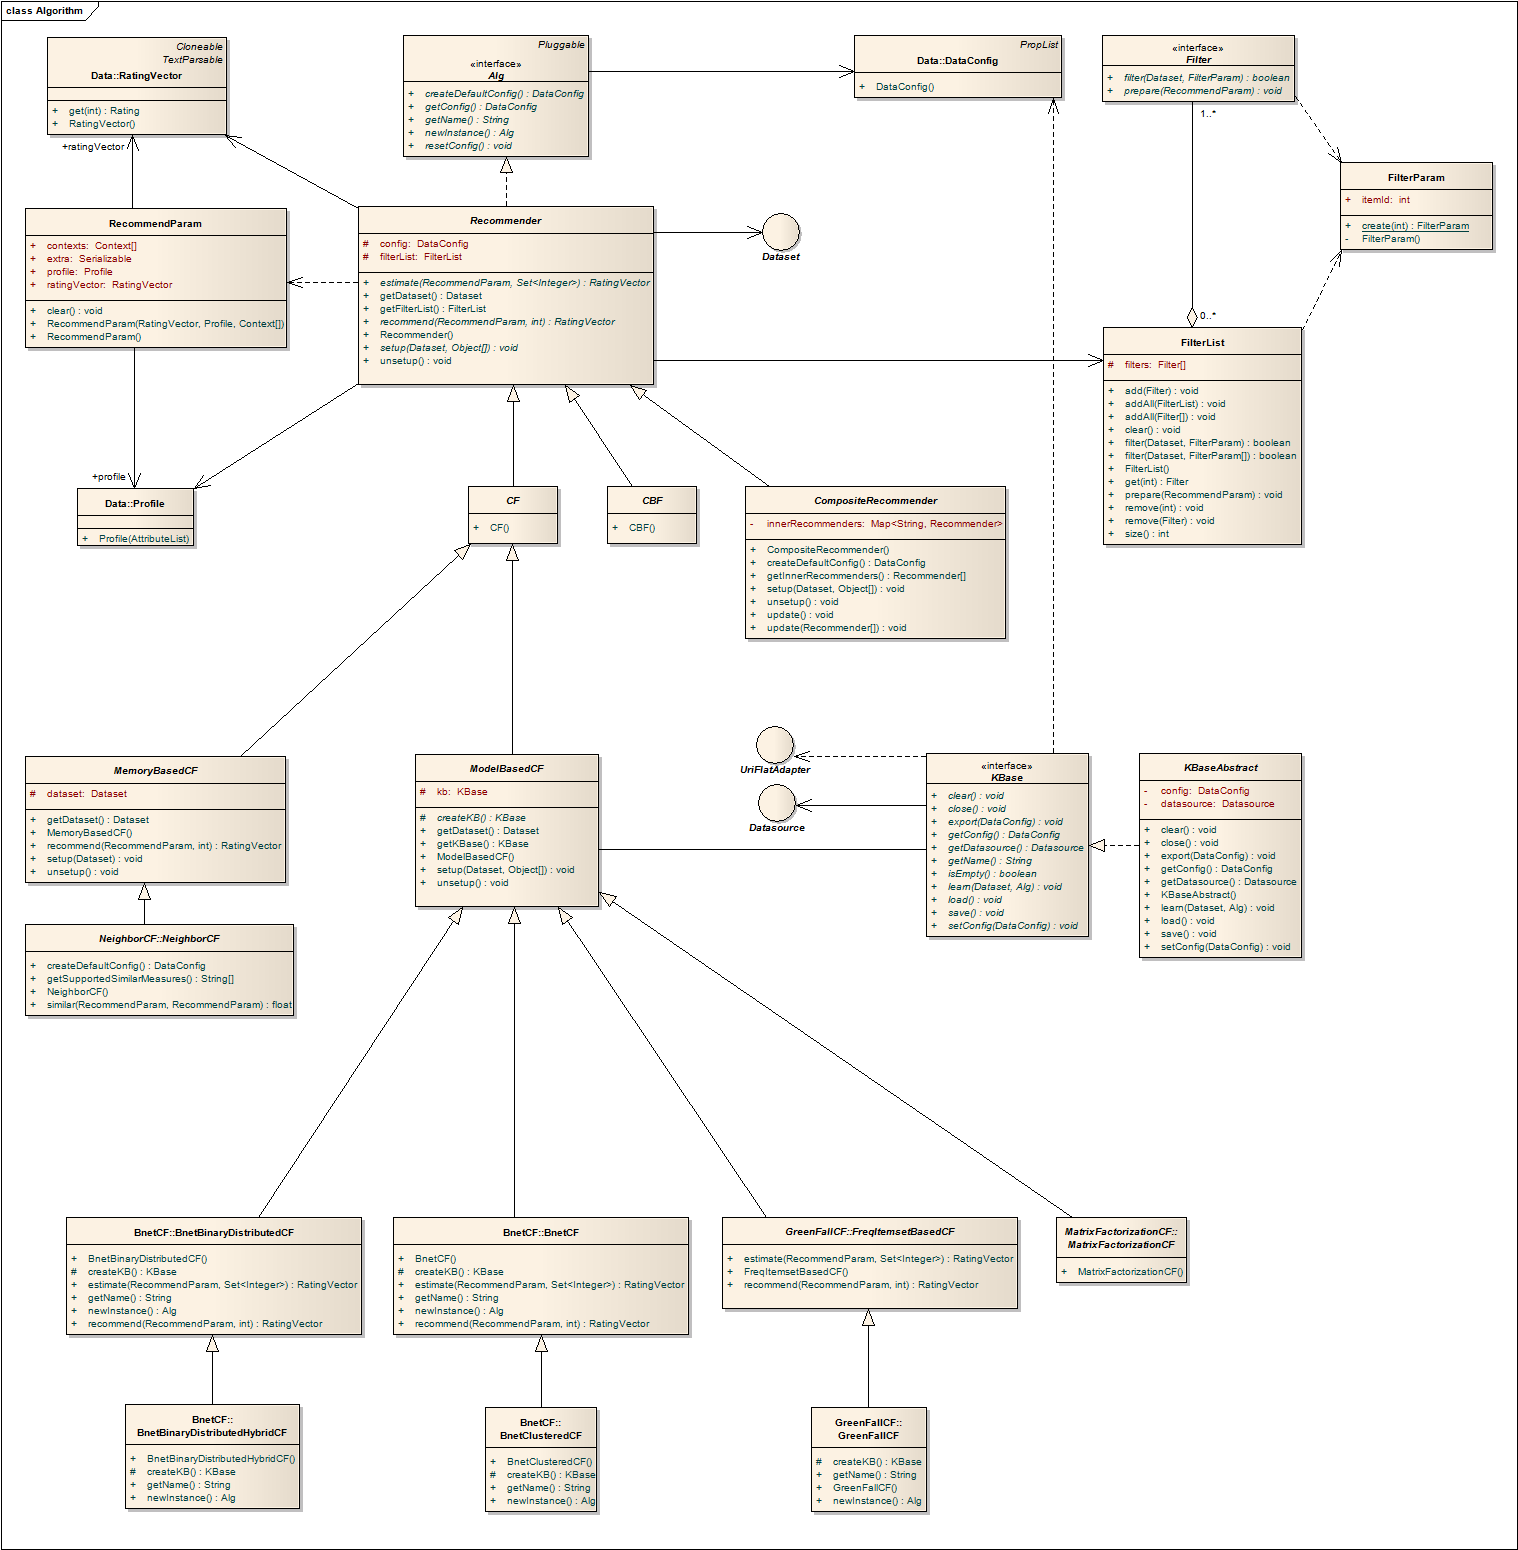 class Algorithm
Cloneable
TextParsable
Data::RatingVector
+ get(int) : Rating
+ RatingVector()
Pluggable
«interface»
Alg
+ createDefaultConfig() : DataConfig
+ getConfig() : DataConfig
+ getName() : String
+ newInstance() : Alg
+ resetConfig() : void
PropList
Data::DataConfig
+ DataConfig()
«interface»
Filter
+ filter(Dataset, FilterParam) : boolean
+ prepare(RecommendParam) : void
1..*
+ratingVector
FilterParam
+ itemId: int
+ create(int) : FilterParam
- FilterParam()
RecommendParam
+ contexts: Context[]
+ extra: Serializable
+ profile: Profile
+ ratingVector: RatingVector
+ clear() : void
+ RecommendParam(RatingVector, Profile, Context[])
+ RecommendParam()
Recommender
# config: DataConfig
# filterList: FilterList
+ estimate(RecommendParam, Set<Integer>) : RatingVector
+ getDataset() : Dataset
+ getFilterList() : FilterList
+ recommend(RecommendParam, int) : RatingVector
+ Recommender()
+ setup(Dataset, Object[]) : void
+ unsetup() : void
Dataset
0..*
FilterList
# filters: Filter[]
+ add(Filter) : void
+ addAll(FilterList) : void
+ addAll(Filter[]) : void
+ clear() : void
+ filter(Dataset, FilterParam) : boolean
+ filter(Dataset, FilterParam[]) : boolean
+ FilterList()
+ get(int) : Filter
+ prepare(RecommendParam) : void
+ remove(int) : void
+ remove(Filter) : void
+ size() : int
+profile
Data::Profile
+ Profile(AttributeList)
CF
+ CF()
CBF
+ CBF()
CompositeRecommender
- innerRecommenders: Map<String, Recommender>
+ CompositeRecommender()
+ createDefaultConfig() : DataConfig
+ getInnerRecommenders() : Recommender[]
+ setup(Dataset, Object[]) : void
+ unsetup() : void
+ update() : void
+ update(Recommender[]) : void
MemoryBasedCF
# dataset: Dataset
+ getDataset() : Dataset
+ MemoryBasedCF()
+ recommend(RecommendParam, int) : RatingVector
+ setup(Dataset) : void
+ unsetup() : void
ModelBasedCF
# kb: KBase
# createKB() : KBase
+ getDataset() : Dataset
+ getKBase() : KBase
+ ModelBasedCF()
+ setup(Dataset, Object[]) : void
+ unsetup() : void
UriFlatAdapter
Datasource
«interface»
KBase
+ clear() : void
+ close() : void
+ export(DataConfig) : void
+ getConfig() : DataConfig
+ getDatasource() : Datasource
+ getName() : String
+ isEmpty() : boolean
+ learn(Dataset, Alg) : void
+ load() : void
+ save() : void
+ setConfig(DataConfig) : void
KBaseAbstract
- config: DataConfig
- datasource: Datasource
+ clear() : void
+ close() : void
+ export(DataConfig) : void
+ getConfig() : DataConfig
+ getDatasource() : Datasource
+ KBaseAbstract()
+ learn(Dataset, Alg) : void
+ load() : void
+ save() : void
+ setConfig(DataConfig) : void
NeighborCF::NeighborCF
+ createDefaultConfig() : DataConfig
+ getSupportedSimilarMeasures() : String[]
+ NeighborCF()
+ similar(RecommendParam, RecommendParam) : float
BnetCF::BnetBinaryDistributedCF
+ BnetBinaryDistributedCF()
# createKB() : KBase
+ estimate(RecommendParam, Set<Integer>) : RatingVector
+ getName() : String
+ newInstance() : Alg
+ recommend(RecommendParam, int) : RatingVector
BnetCF::BnetCF
+ BnetCF()
# createKB() : KBase
+ estimate(RecommendParam, Set<Integer>) : RatingVector
+ getName() : String
+ newInstance() : Alg
+ recommend(RecommendParam, int) : RatingVector
GreenFallCF::FreqItemsetBasedCF
+ estimate(RecommendParam, Set<Integer>) : RatingVector
+ FreqItemsetBasedCF()
+ recommend(RecommendParam, int) : RatingVector
MatrixFactorizationCF::
MatrixFactorizationCF
+ MatrixFactorizationCF()
BnetCF::
BnetBinaryDistributedHybridCF
+ BnetBinaryDistributedHybridCF()
# createKB() : KBase
+ getName() : String
+ newInstance() : Alg
BnetCF::
BnetClusteredCF
+ BnetClusteredCF()
# createKB() : KBase
+ getName() : String
+ newInstance() : Alg
GreenFallCF::
GreenFallCF
# createKB() : KBase
+ getName() : String
+ GreenFallCF()
+ newInstance() : Alg